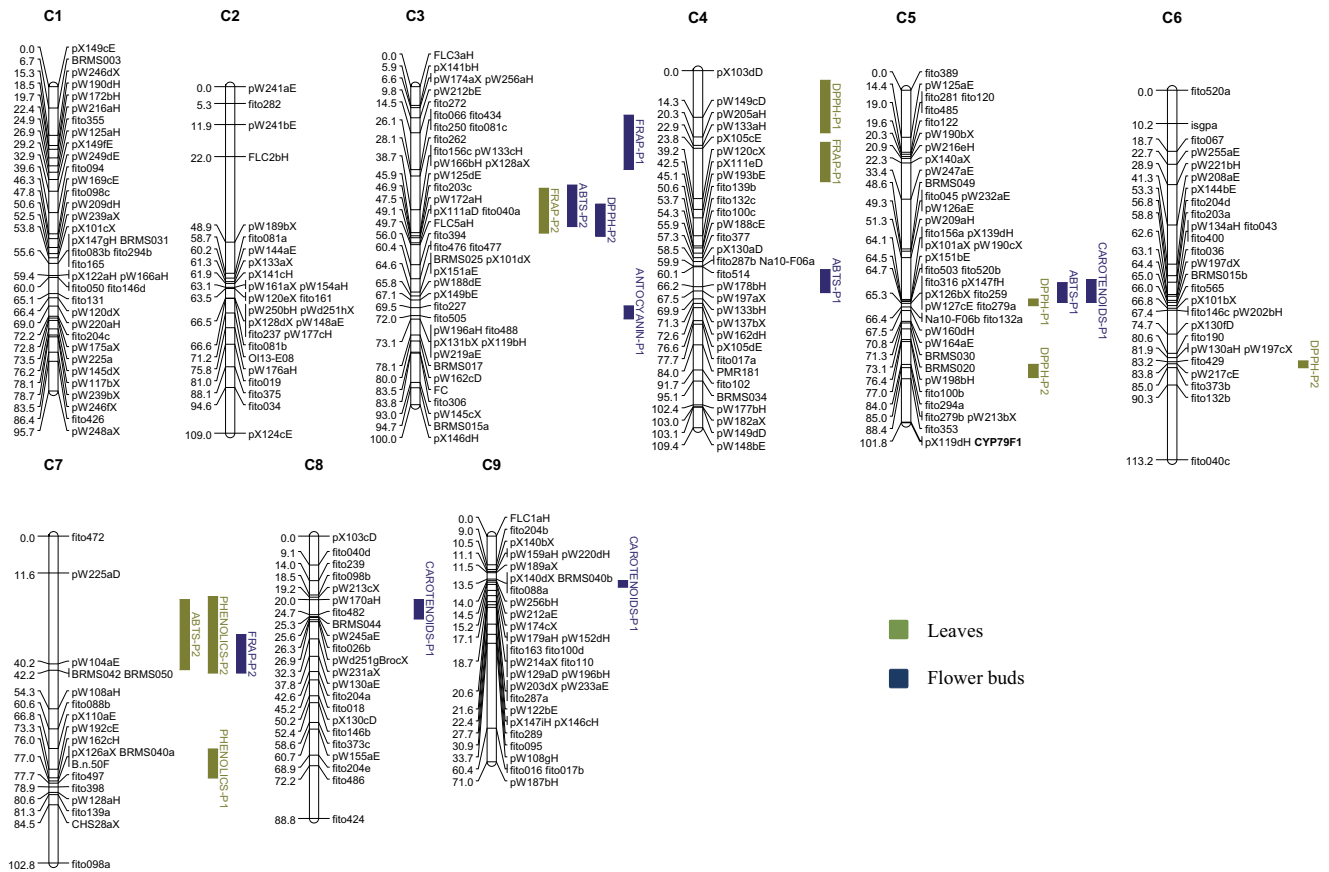 C1
0.0 pX149cE
6.7 BRMS003
15.3 pW246dX
18.5 pW190dH
19.7 pW172bH
22.4 pW216aH
24.9 fito355
26.9 pW125aH
29.2 pX149fE
32.9 pW249dE
39.6 fito094
46.3 pW169cE
47.8 fito098c
50.6 pW209dH
52.5 pW239aX
53.8 pX101cX
pX147gH BRMS031
55.6 fito083b fito294b
fito165
59.4 pX122aH pW166aH
60.0 fito050 fito146d
65.1 fito131
66.4 pW120dX
69.0 pW220aH
72.2 fito204c
72.8 pW175aX
73.5 pW225a
76.2 pW145dX
78.1 pW117bX
78.7 pW239bX
83.5 pW246fX
86.4 fito426
95.7 pW248aX
C2
0.0 pW241aE
5.3 fito282
11.9 pW241bE
22.0 FLC2bH
48.9 pW189bX
58.7 fito081a
60.2 pW144aE
61.3 pX133aX
61.9 pX141cH
63.1 pW161aX pW154aH
63.5 pW120eX fito161
pW250bH pWd251hX
66.5 pX128dX pW148aE
fito237 pW177cH
66.6 fito081b
71.2 Ol13-E08
75.8 pW176aH
81.0 fito019
88.1 fito375
94.6 fito034
109.0 pX124cE
C3
0.0 FLC3aH
5.9 pX141bH
6.6 pW174aX pW256aH
9.8 pW212bE
14.5 fito272
fito066 fito434
26.1 fito250 fito081c
28.1 fito262
fito156c pW133cH
38.7 pW166bH pX128aX
45.9 pW125dE
46.9 fito203c
47.5 pW172aH
49.1 pX111aD fito040a
49.7 FLC5aH
56.0 fito394
60.4 fito476 fito477
BRMS025 pX101dX
64.6 pX151aE
65.8 pW188dE
67.1 pX149bE
69.5 fito227
72.0 fito505
pW196aH fito488
73.1 pX131bX pX119bH
pW219aE
78.1 BRMS017
80.0 pW162cD
83.5 FC
83.8 fito306
93.0 pW145cX
94.7 BRMS015a
100.0 pX146dH
FRAP-P2
ABTS-P2
DPPH-P2
FRAP-P1
ANTOCYANIN-P1
C4
0.0 pX103dD
14.3 pW149cD
20.3 pW205aH
22.9 pW133aH
23.8 pX105cE
39.2 pW120cX
42.5 pX111eD
45.1 pW193bE
50.6 fito139b
53.7 fito132c
54.3 fito100c
55.9 pW188cE
57.3 fito377
58.5 pX130aD
59.9 fito287b Na10-F06a
60.1 fito514
66.2 pW178bH
67.5 pW197aX
69.9 pW133bH
71.3 pW137bX
72.6 pW162dH
76.6 pX105dE
77.7 fito017a
84.0 PMR181
91.7 fito102
95.1 BRMS034
102.4 pW177bH
103.0 pW182aX
103.1 pW149dD
109.4 pW148bE
DPPH-P1
FRAP-P1
ABTS-P1
C5
0.0 fito389
14.4 pW125aE
19.0 fito281 fito120
fito485
19.6 fito122
20.3 pW190bX
20.9 pW216eH
22.3 pX140aX
33.4 pW247aE
48.6 BRMS049
49.3 fito045 pW232aE
pW126aE
51.3 pW209aH
64.1 fito156a pX139dH
pX101aX pW190cX
64.5 pX151bE
64.7 fito503 fito520b
fito316 pX147fH
65.3 pX126bX fito259
pW127cE fito279a
66.4 Na10-F06b fito132a
67.5 pW160dH
70.8 pW164aE
71.3 BRMS030
73.1 BRMS020
76.4 pW198bH
77.0 fito100b
84.0 fito294a
85.0 fito279b pW213bX
88.4 fito353
101.8 pX119dH CYP79F1
DPPH-P1
ABTS-P1
CAROTENOIDS-P1
DPPH-P2
C6
0.0 fito520a
10.2 isgpa
18.7 fito067
22.7 pW255aE
28.9 pW221bH
41.3 pW208aE
53.3 pX144bE
56.8 fito204d
58.8 fito203a
pW134aH fito043
62.6 fito400
63.1 fito036
64.4 pW197dX
65.0 BRMS015b
66.0 fito565
66.8 pX101bX
67.4 fito146c pW202bH
74.7 pX130fD
80.6 fito190
81.9 pW130aH pW197cX
83.2 fito429
83.8 pW217cE
85.0 fito373b
90.3 fito132b
113.2 fito040c
DPPH-P2
C7
0.0 fito472
11.6 pW225aD
40.2 pW104aE
42.2 BRMS042 BRMS050
54.3 pW108aH
60.6 fito088b
66.8 pX110aE
73.3 pW192cE
76.0 pW162cH
pX126aX BRMS040a
77.0 B.n.50F
77.7 fito497
78.9 fito398
80.6 pW128aH
81.3 fito139a
84.5 CHS28aX
102.8 fito098a
ABTS-P2
PHENOLICS-P2
FRAP-P2
PHENOLICS-P1
C8
0.0 pX103cD
9.1 fito040d
14.0 fito239
18.5 fito098b
19.2 pW213cX
20.0 pW170aH
24.7 fito482
25.3 BRMS044
25.6 pW245aE
26.3 fito026b
26.9 pWd251gBrocX
32.3 pW231aX
37.8 pW130aE
42.6 fito204a
45.2 fito018
50.2 pX130cD
52.4 fito146b
58.6 fito373c
60.7 pW155aE
68.9 fito204e
72.2 fito486
88.8 fito424
CAROTENOIDS-P1
C9
0.0 FLC1aH
9.0 fito204b
10.5 pX140bX
11.1 pW159aH pW220dH
11.5 pW189aX
pX140dX BRMS040b
13.5 fito088a
14.0 pW256bH
14.5 pW212aE
15.2 pW174cX
17.1 pW179aH pW152dH
fito163 fito100d
18.7 pW214aX fito110
pW129aD pW196bH
pW203dX pW233aE
20.6 fito287a
21.6 pW122bE
22.4 pX147iH pX146cH
27.7 fito289
30.9 fito095
33.7 pW108gH
60.4 fito016 fito017b
71.0 pW187bH
CAROTENOIDS-P1
Leaves
Flower buds